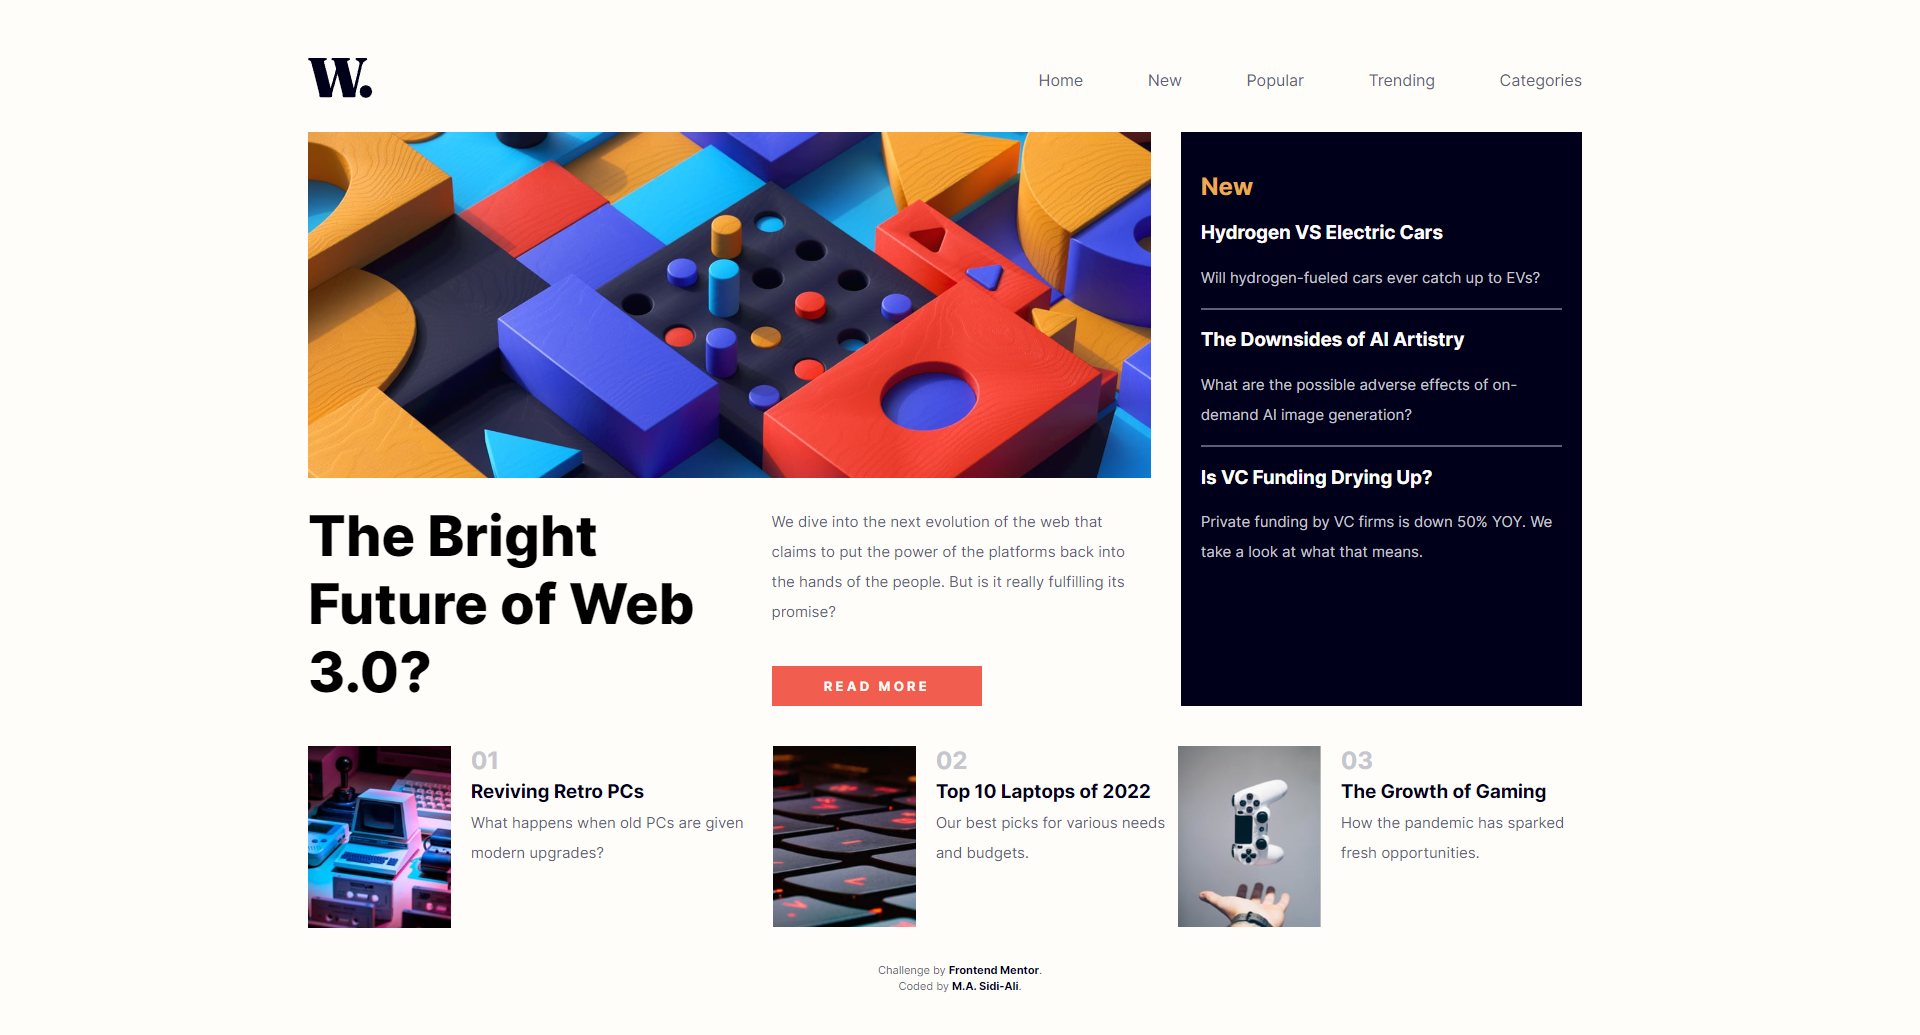 W.
Home
New
Popular
Trending
Categories
New
Hydrogen VS Electric Cars
Will hydrogen-fueled cars ever catch up to EVs?
The Downsides of AI Artistry
What are the possible adverse effects of on-
demand AI image generation?
Is VC Funding Drying Up?
Private funding by VC firms is down 50% YOY. We
take a look at what that means.
The Bright
Future of Web
3.0?
We dive into the next evolution of the web that
claims to put the power of the platforms back into
the hands of the people. But is it really fulfilling its
promise?
READ MORE
01
Reviving Retro PCs
What happens when old PCs are given
modern upgrades?
02
Top 10 Laptops of 2022
Our best picks for various needs
and budgets.
03
The Growth of Gaming
How the pandemic has sparked
fresh opportunities.
Challenge by Frontend Mentor.
Coded by M.A. Sidi-Ali.